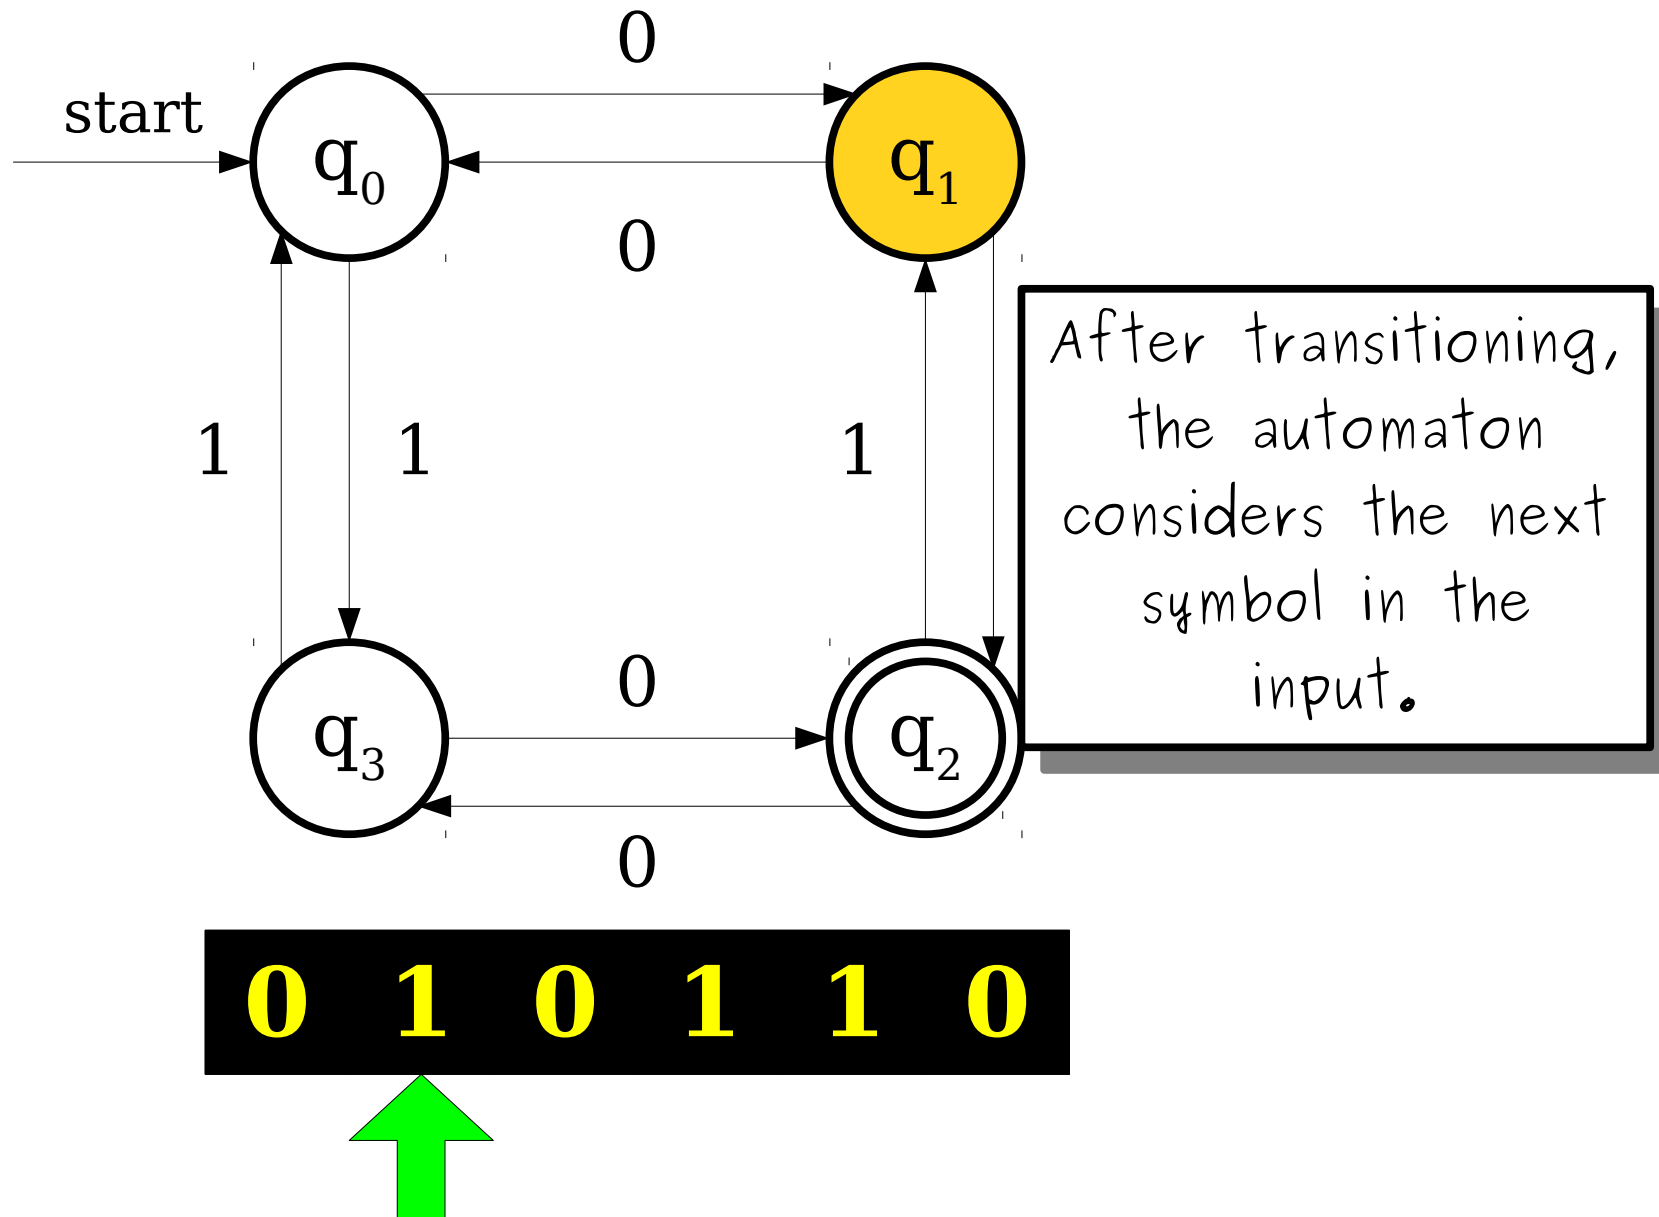 0
start
q0
q1
0
After transitioning,
the automaton
considers the next
symbol in the
input.
1
1
1
0
q3
q2
0
0 1 0 1 1 0